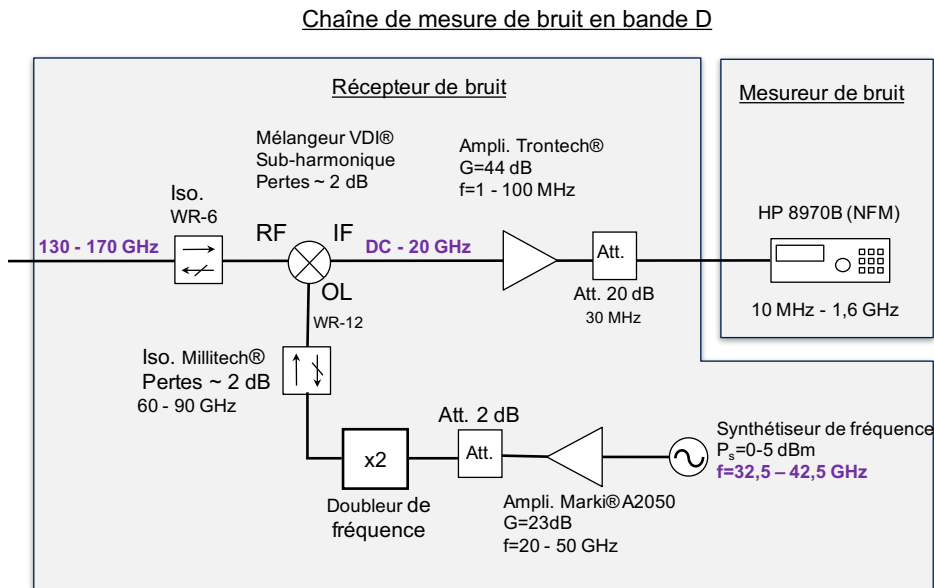 Chaîne de mesure de bruit en bande D
Récepteur de bruit
Mesureur de bruit
Mélangeur VDI®
Sub-harmonique
Pertes ~ 2 dB
Ampli. Trontech®
G=44 dB
f=1 - 100 MHz
Iso.
WR-6
HP 8970B (NFM)
130 - 170 GHz
RF
IF
DC - 20 GHz
Att.
OL
Att. 20 dB
30 MHz
10 MHz - 1,6 GHz
WR-12
Iso. Millitech®
Pertes ~ 2 dB
60 - 90 GHz
Att. 2 dB
Synthétiseur de fréquence
Ps=0-5 dBm
f=32,5 – 42,5 GHz
x2
Att.
Doubleur de
fréquence
Ampli. Marki®A2050
G=23dB
f=20 - 50 GHz